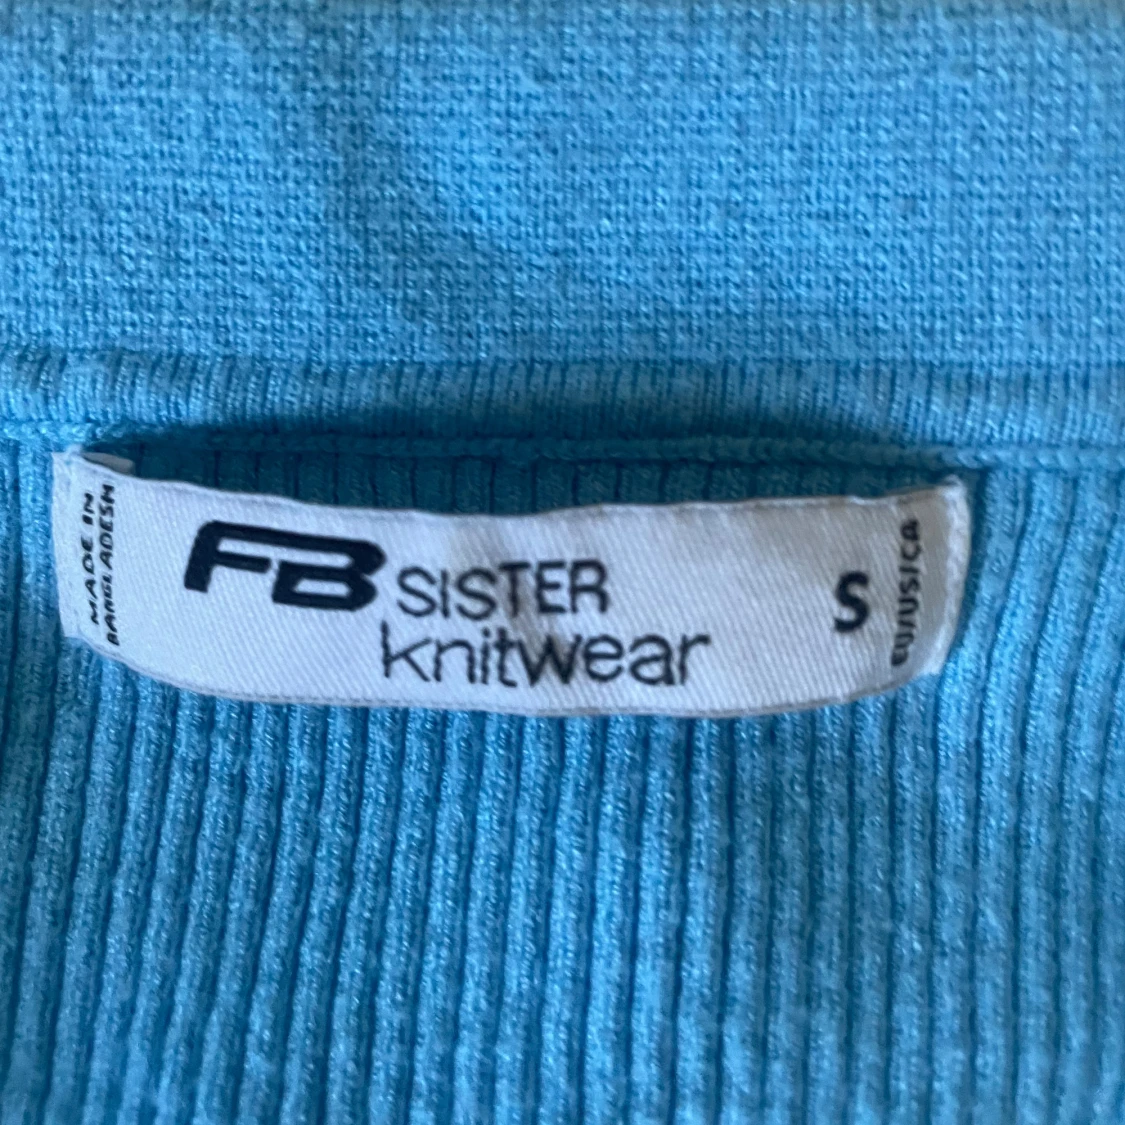 MADE IN
BANGLADESH
FB SISTER
knitwear
S
EU/US/CA